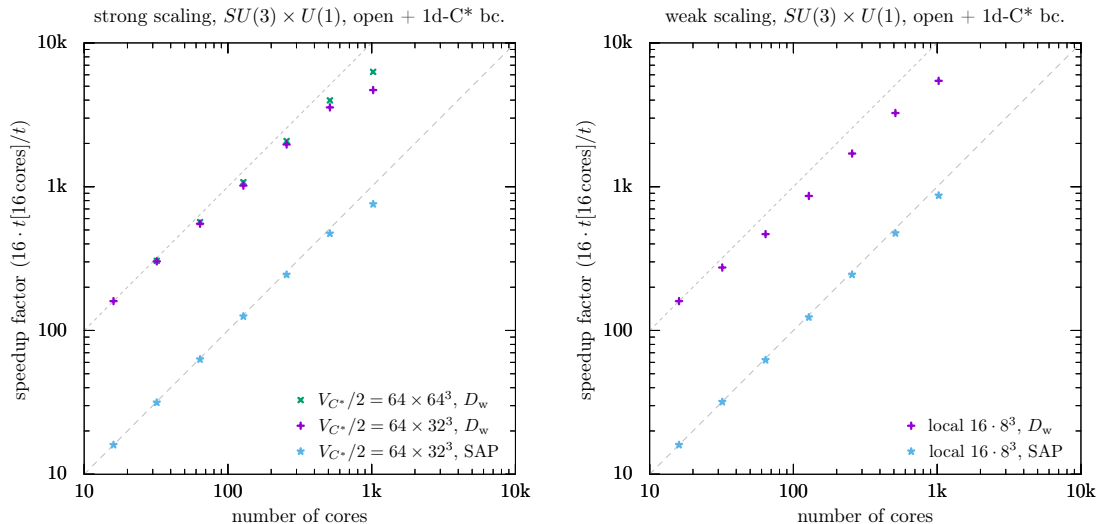 strong scaling, SU(3) × U(1), open + 1d-C* bc.
speedup factor (16 · t[16 cores]/t)
10k
1k
100
10
V_{C*}/2 = 64 × 64³, D_w
V_{C*}/2 = 64 × 32³, D_w
V_{C*}/2 = 64 × 32³, SAP
10 100 1k 10k
number of cores
weak scaling, SU(3) × U(1), open + 1d-C* bc.
speedup factor (16 · t[16 cores]/t)
10k
1k
100
10
local 16 · 8³, D_w
local 16 · 8³, SAP
10 100 1k 10k
number of cores